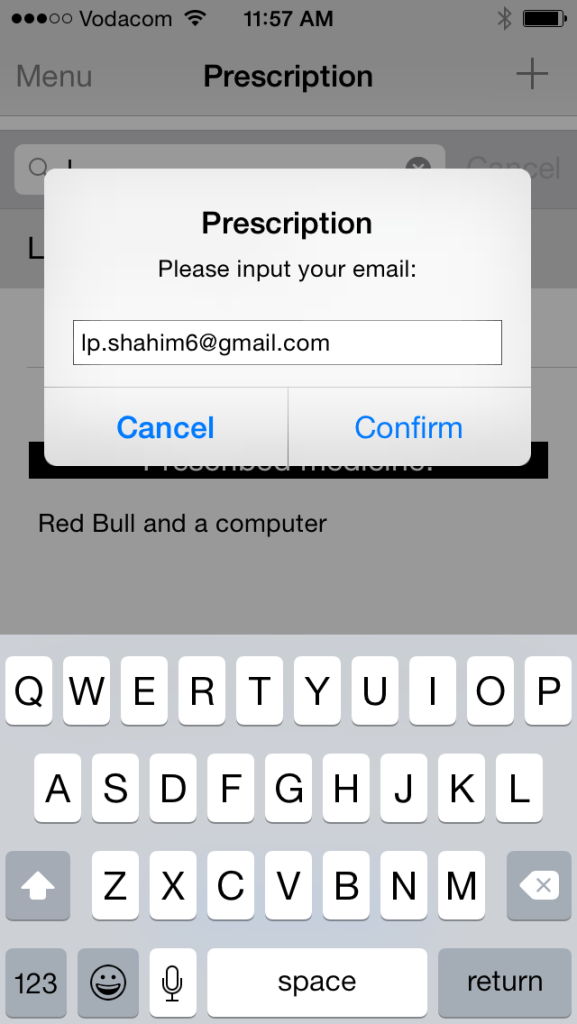 Vodacom 11:57 AM
Menu Prescription
Cancel
L
Prescription
Please input your email:
lp.shahim6@gmail.com
Cancel Confirm
Prescribed medicine:
Red Bull and a computer
Q W E R T Y U I O P
A S D F G H J K L
Z X C V B N M
123 space return